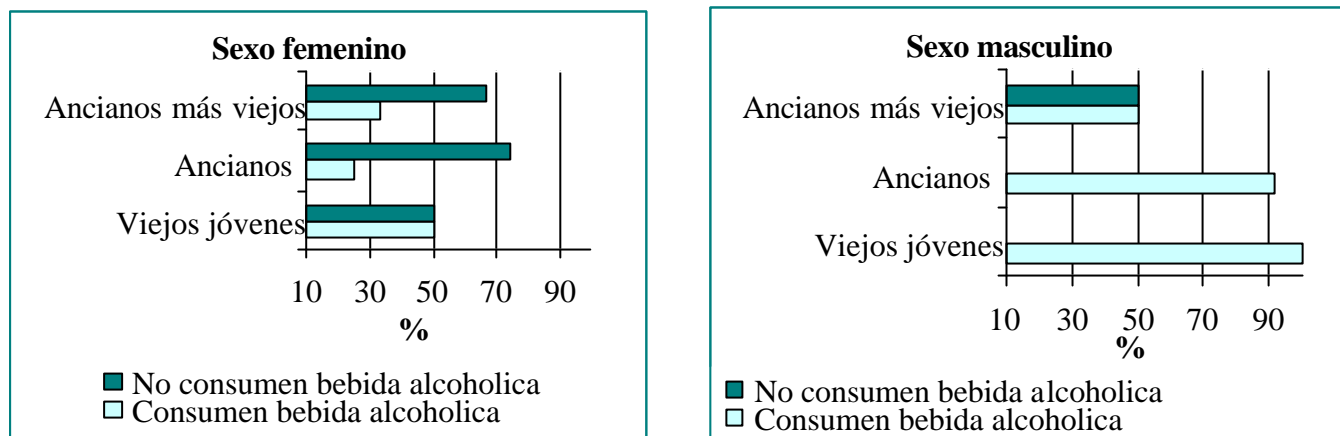 Sexo femenino
Ancianos más viejos
Ancianos
Viejos jóvenes
10 30 50 70 90
%
No consumen bebida alcoholica
Consumen bebida alcoholica
Sexo masculino
Ancianos más viejos
Ancianos
Viejos jóvenes
10 30 50 70 90
%
No consumen bebida alcoholica
Consumen bebida alcoholica